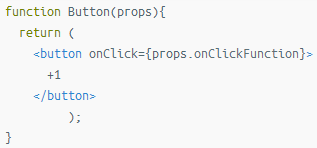 function Button(props){
  return (
    <button onClick={props.onClickFunction}>
      +1
    </button>
         );
}